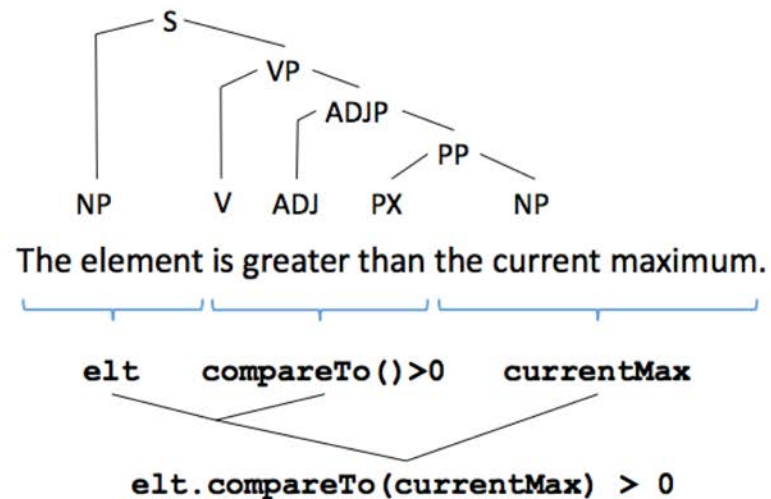 S
VP
ADJP
PP
NP V ADJ PX NP
The element is greater than the current maximum.
elt compareTo()>0 currentMax
elt.compareTo(currentMax) > 0